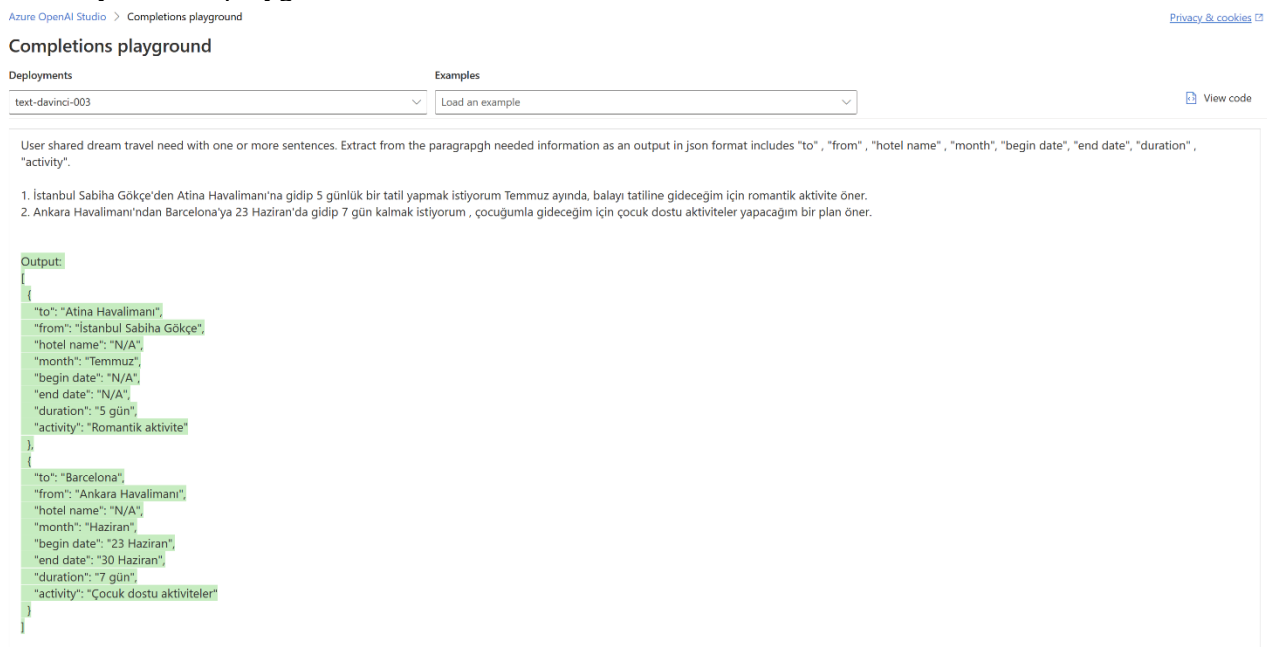 Azure OpenAI Studio > Completions playground
Privacy & cookies
Completions playground
Deployments
Examples
text-davinci-003
Load an example
View code
User shared dream travel need with one or more sentences. Extract from the paragrapgh needed information as an output in json format includes "to" , "from" , "hotel name" , "month", "begin date", "end date", "duration" ,
"activity".
1. İstanbul Sabiha Gökçe'den Atina Havalimanı'na gidip 5 günlük bir tatil yapmak istiyorum Temmuz ayında, balayı tatiline gideceğim için romantik aktivite öner.
2. Ankara Havalimanı'ndan Barcelona'ya 23 Haziran'da gidip 7 gün kalmak istiyorum , çocuğumla gideceğim için çocuk dostu aktiviteler yapacağım bir plan öner.
Output:
[
{
"to": "Atina Havalimanı",
"from": "İstanbul Sabiha Gökçe",
"hotel name": "N/A",
"month": "Temmuz",
"begin date": "N/A",
"end date": "N/A",
"duration": "5 gün",
"activity": "Romantik aktivite"
},
{
"to": "Barcelona",
"from": "Ankara Havalimanı",
"hotel name": "N/A",
"month": "Haziran",
"begin date": "23 Haziran",
"end date": "30 Haziran",
"duration": "7 gün",
"activity": "Çocuk dostu aktiviteler"
}
]